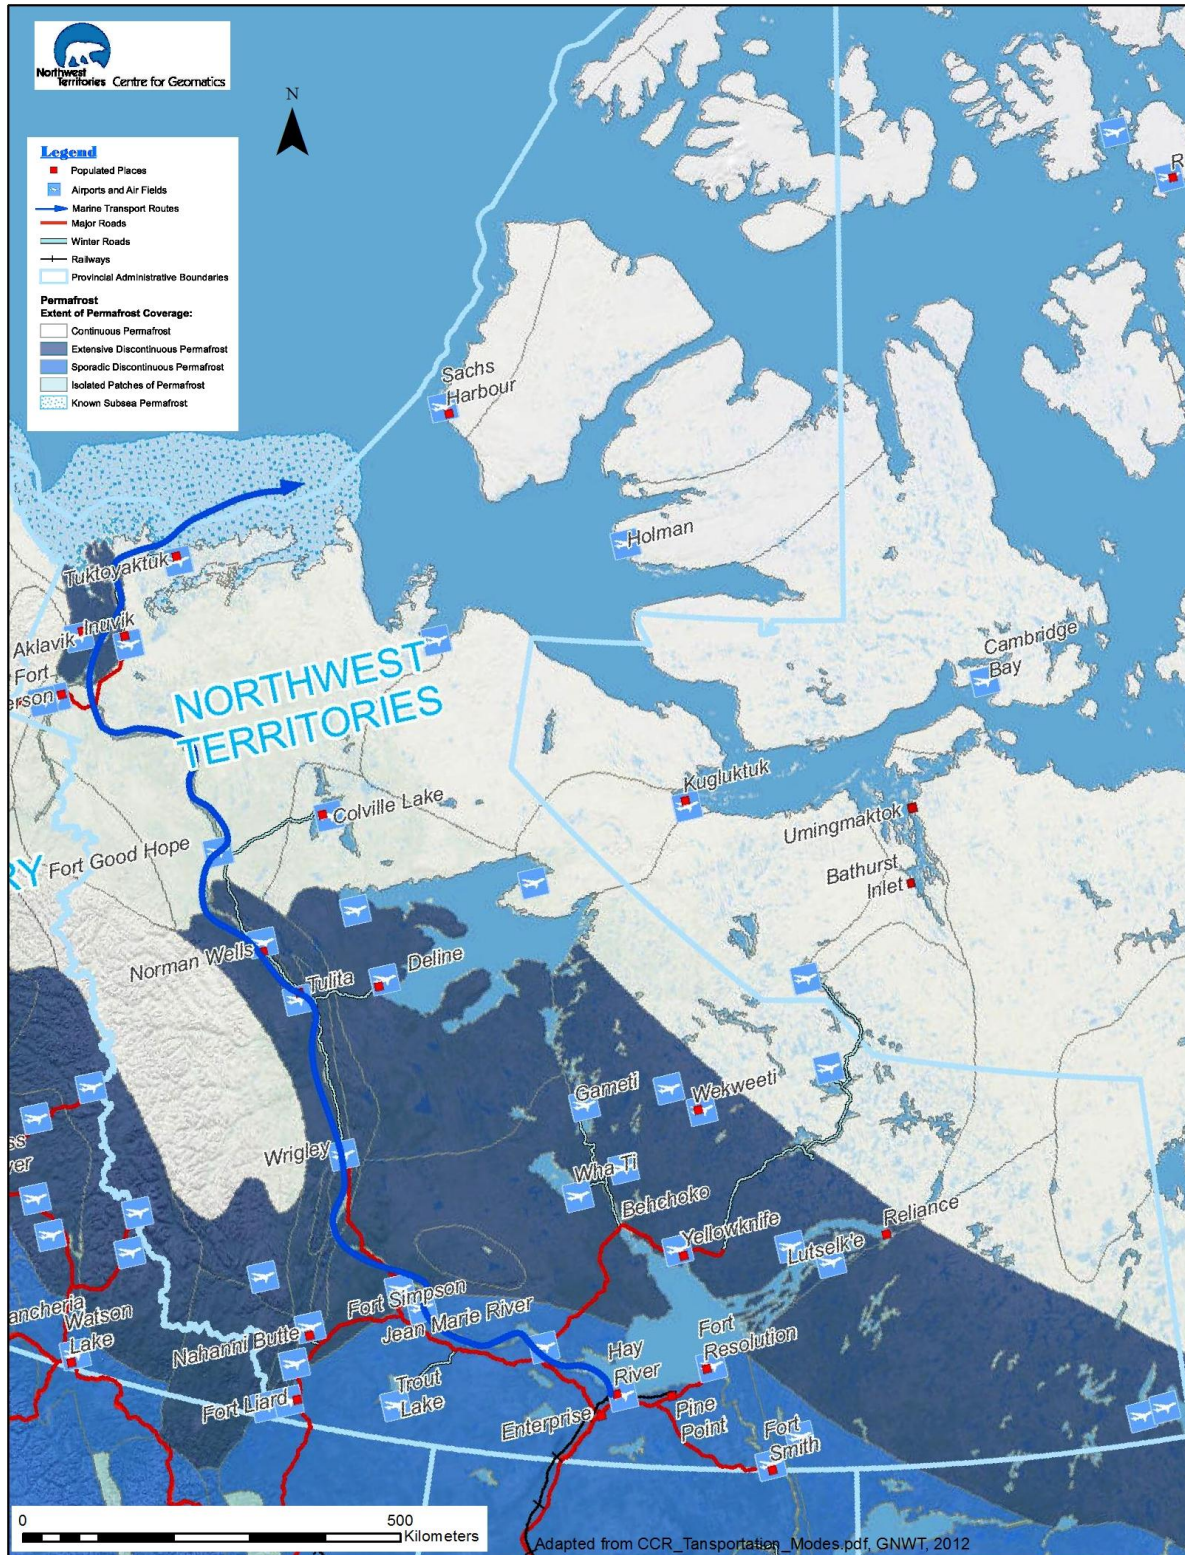 Northwest
Territories Centre for Geomatics
N
Legend
Populated Places
Airports and Air Fields
Marine Transport Routes
Major Roads
Winter Roads
Railways
Provincial Administrative Boundaries
Permafrost
Extent of Permafrost Coverage:
Continuous Permafrost
Extensive Discontinuous Permafrost
Sporadic Discontinuous Permafrost
Isolated Patches of Permafrost
Known Subsea Permafrost
R
Sachs
Harbour
Holman
Tuktoyaktuk
Aklavik
Inuvik
Fort
erson
NORTHWEST
TERRITORIES
Cambridge
Bay
Kugluktuk
Umingmaktok
Bathurst
Inlet
Colville Lake
RY
Fort Good Hope
Norman Wells
Tulita
Deline
Gameti
Wekweeti
ss
ver
Wrigley
Wha Ti
Behchoko
Yellowknife
Lutselk'e
Reliance
ancheria
Watson
Lake
Nahanni Butte
Fort Simpson
Jean Marie River
Hay
River
Fort
Resolution
Fort Liard
Trout
Lake
Enterprise
Pine
Point
Fort
Smith
0 500
Kilometers
Adapted from CCR_Tansportation_Modes.pdf, GNWT, 2012